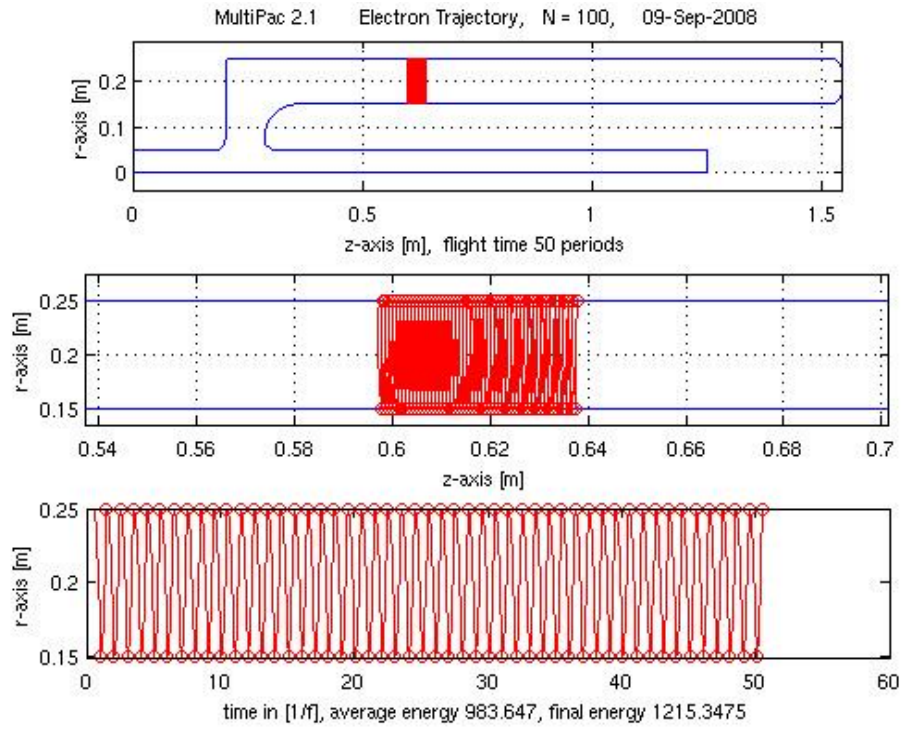 MultiPac 2.1 Electron Trajectory, N = 100, 09-Sep-2008
r-axis [m]
0.2
0.1
0
0 0.5 1 1.5
z-axis [m], flight time 50 periods
r-axis [m]
0.25
0.2
0.15
0.54 0.56 0.58 0.6 0.62 0.64 0.66 0.68 0.7
z-axis [m]
r-axis [m]
0.25
0.2
0.15
0 10 20 30 40 50 60
time in [1/f], average energy 983.647, final energy 1215.3475